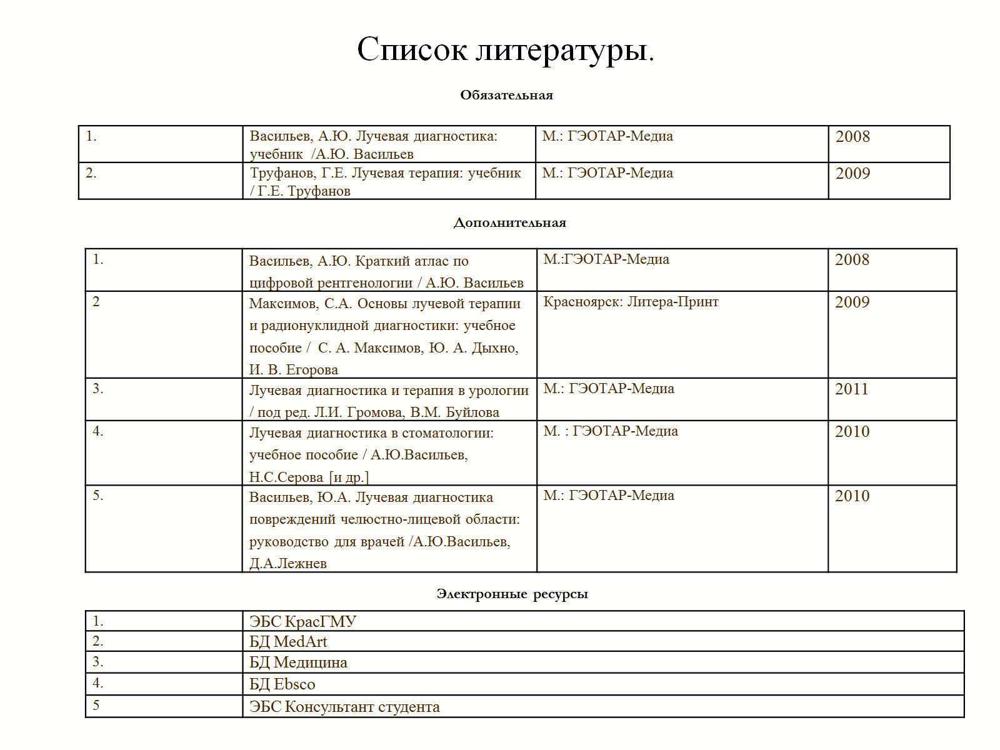 Список литературы.
Обязательная
1. Васильев, А.Ю. Лучевая диагностика: М.: ГЭОТАР-Медиа 2008
учебник /А.Ю. Васильев
2. Труфанов, Г.Е. Лучевая терапия: учебник М.: ГЭОТАР-Медиа 2009
/ Г.Е. Труфанов
Дополнительная
1. Васильев, А.Ю. Краткий атлас по М.:ГЭОТАР-Медиа 2008
цифровой рентгенологии / А.Ю. Васильев
2 Максимов, С.А. Основы лучевой терапии Красноярск: Литера-Принт 2009
и радионуклидной диагностики: учебное
пособие / С. А. Максимов, Ю. А. Дыхно,
И. В. Егорова
3. Лучевая диагностика и терапия в урологии М.: ГЭОТАР-Медиа 2011
/ под ред. Л.И. Громова, В.М. Буйлова
4. Лучевая диагностика в стоматологии: М. : ГЭОТАР-Медиа 2010
учебное пособие / А.Ю.Васильев,
Н.С.Серова [и др.]
5. Васильев, Ю.А. Лучевая диагностика М.: ГЭОТАР-Медиа 2010
повреждений челюстно-лицевой области:
руководство для врачей /А.Ю.Васильев,
Д.А.Лежнев
Электронные ресурсы
1. ЭБС КрасГМУ
2. БД MedArt
3. БД Медицина
4. БД Ebsco
5 ЭБС Консультант студента